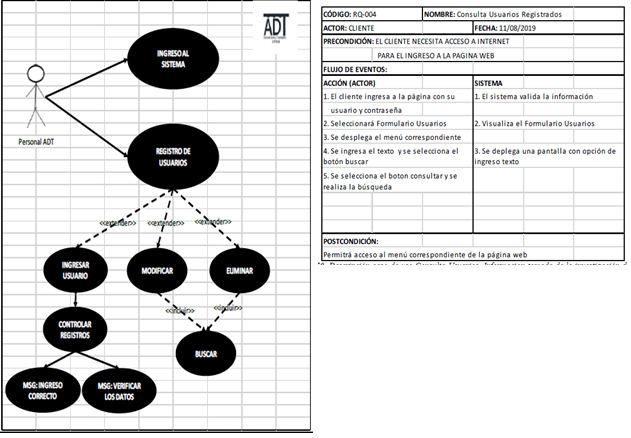 ADT
INGRESO AL
SISTEMA
Personal ADT
REGISTRO DE
USUARIOS
<<extender>>
<<extender>>
<<extender>>
INGRESAR
USUARIO
MODIFICAR
ELIMINAR
<<incluir>>
<<incluir>>
CONTROLAR
REGISTROS
BUSCAR
MSG: INGRESO
CORRECTO
MSG: VERIFICAR
LOS DATOS
CÓDIGO: RQ-004 NOMBRE: Consulta Usuarios Registrados
ACTOR: CLIENTE FECHA: 11/08/2019
PRECONDICIÓN: EL CLIENTE NECESITA ACCESO A INTERNET
PARA EL INGRESO A LA PAGINA WEB
FLUJO DE EVENTOS:
ACCIÓN (ACTOR) SISTEMA
1. El cliente ingresa a la página con su
usuario y contraseña
1. El sistema valida la información
2. Seleccionará Formulario Usuarios
2. Visualiza el Formulario Usuarios
3. Se desplega el menú correspondiente
4. Se ingresa el texto y se selecciona el
botón buscar
3. Se deplega una pantalla con opción de
ingreso texto
5. Se selecciona el boton consultar y se
realiza la búsqueda
POSTCONDICIÓN:
Permitrá acceso al menú correspondiente de la página web